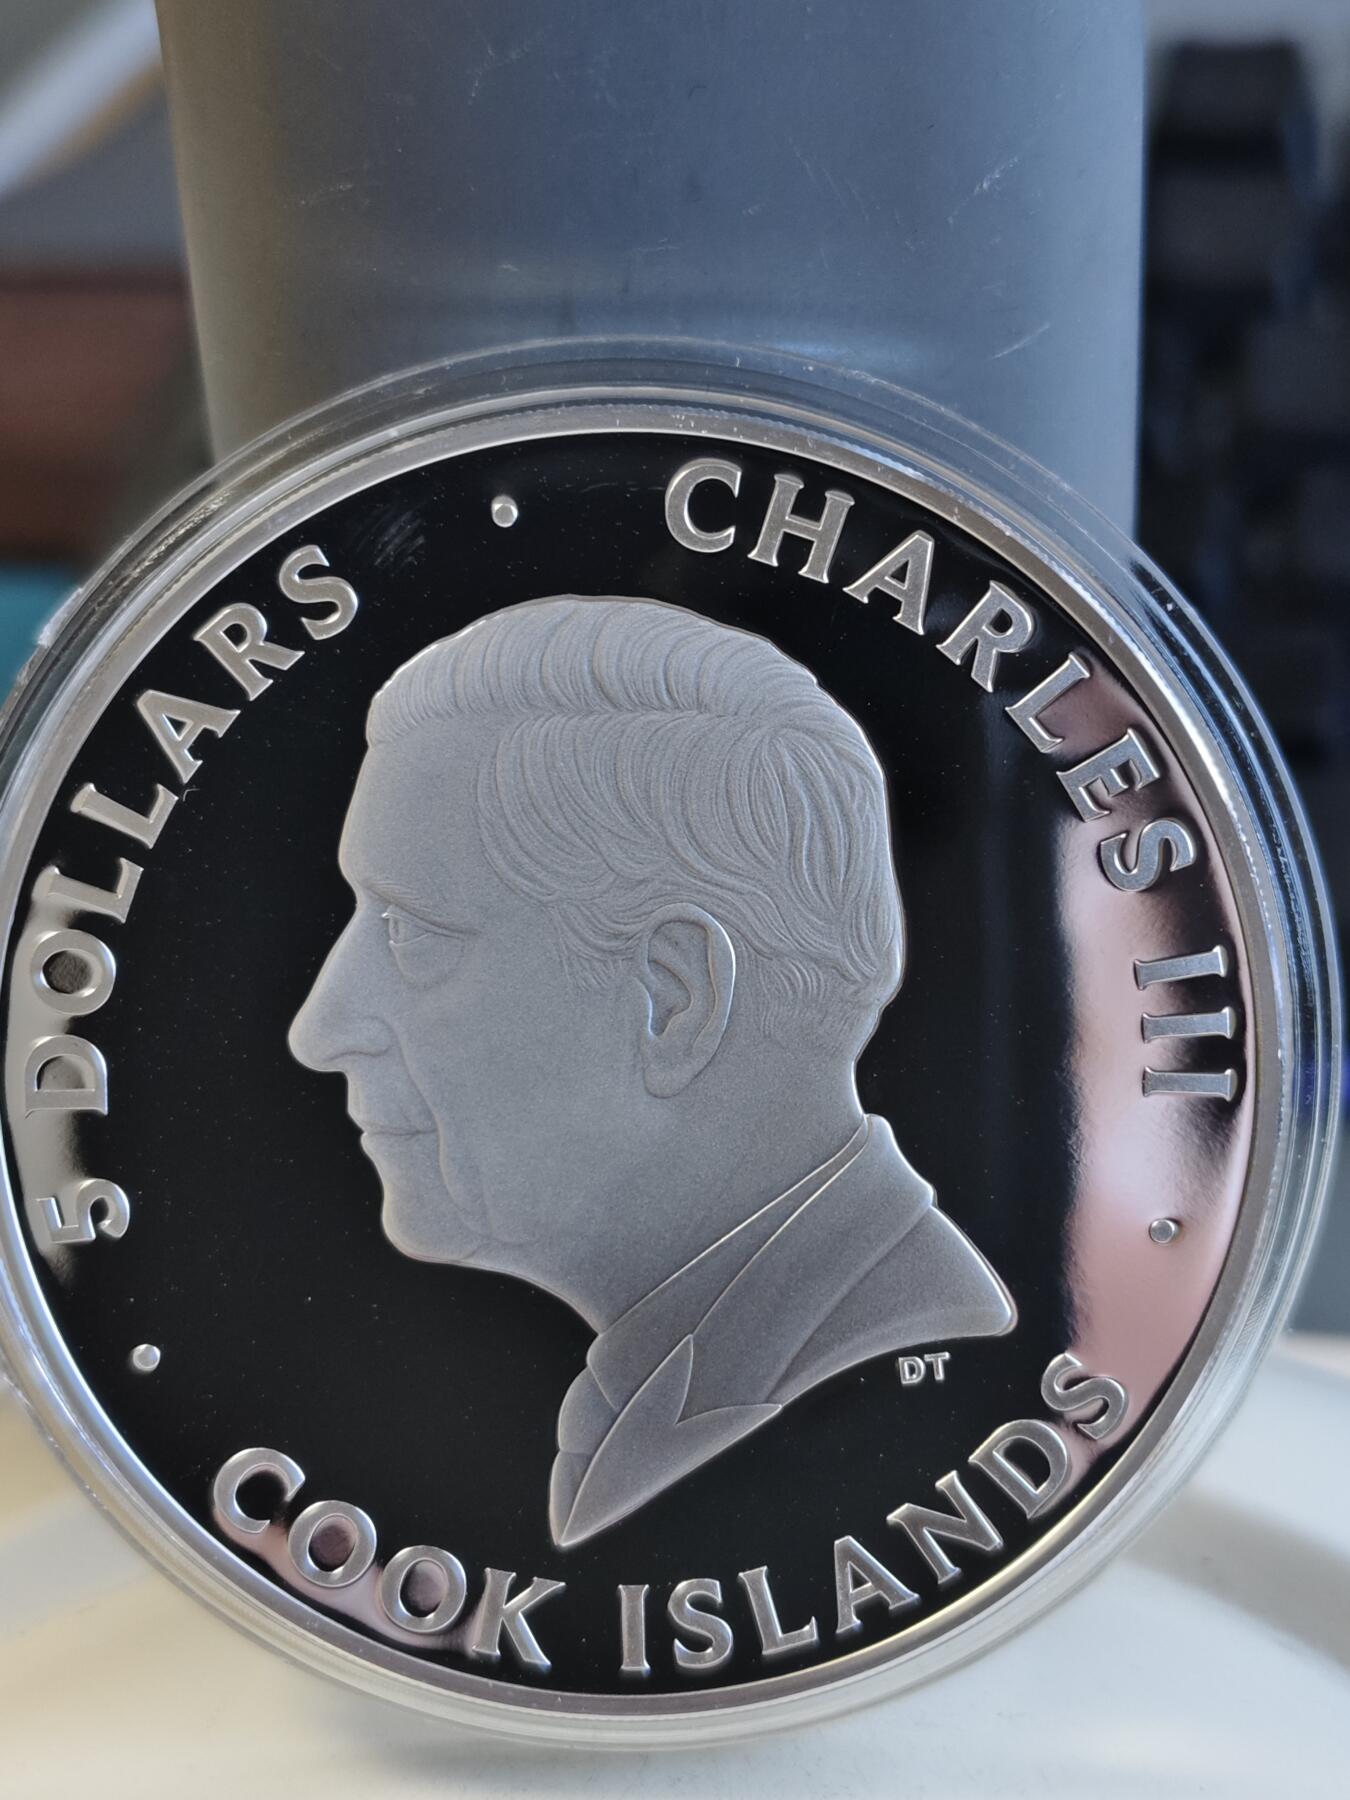 5 DOLLARS • CHARLES III • COOK ISLANDS •
DT